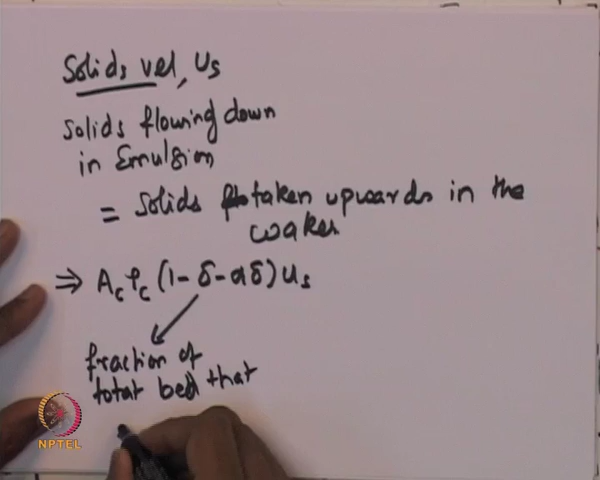 Solids vel, Us
Solids flowing down
in Emulsion
= Solids taken upwards in the
wakes
⇒ Acρc (1 - δ - αδ) Us
fraction of
total bed that
NPTEL